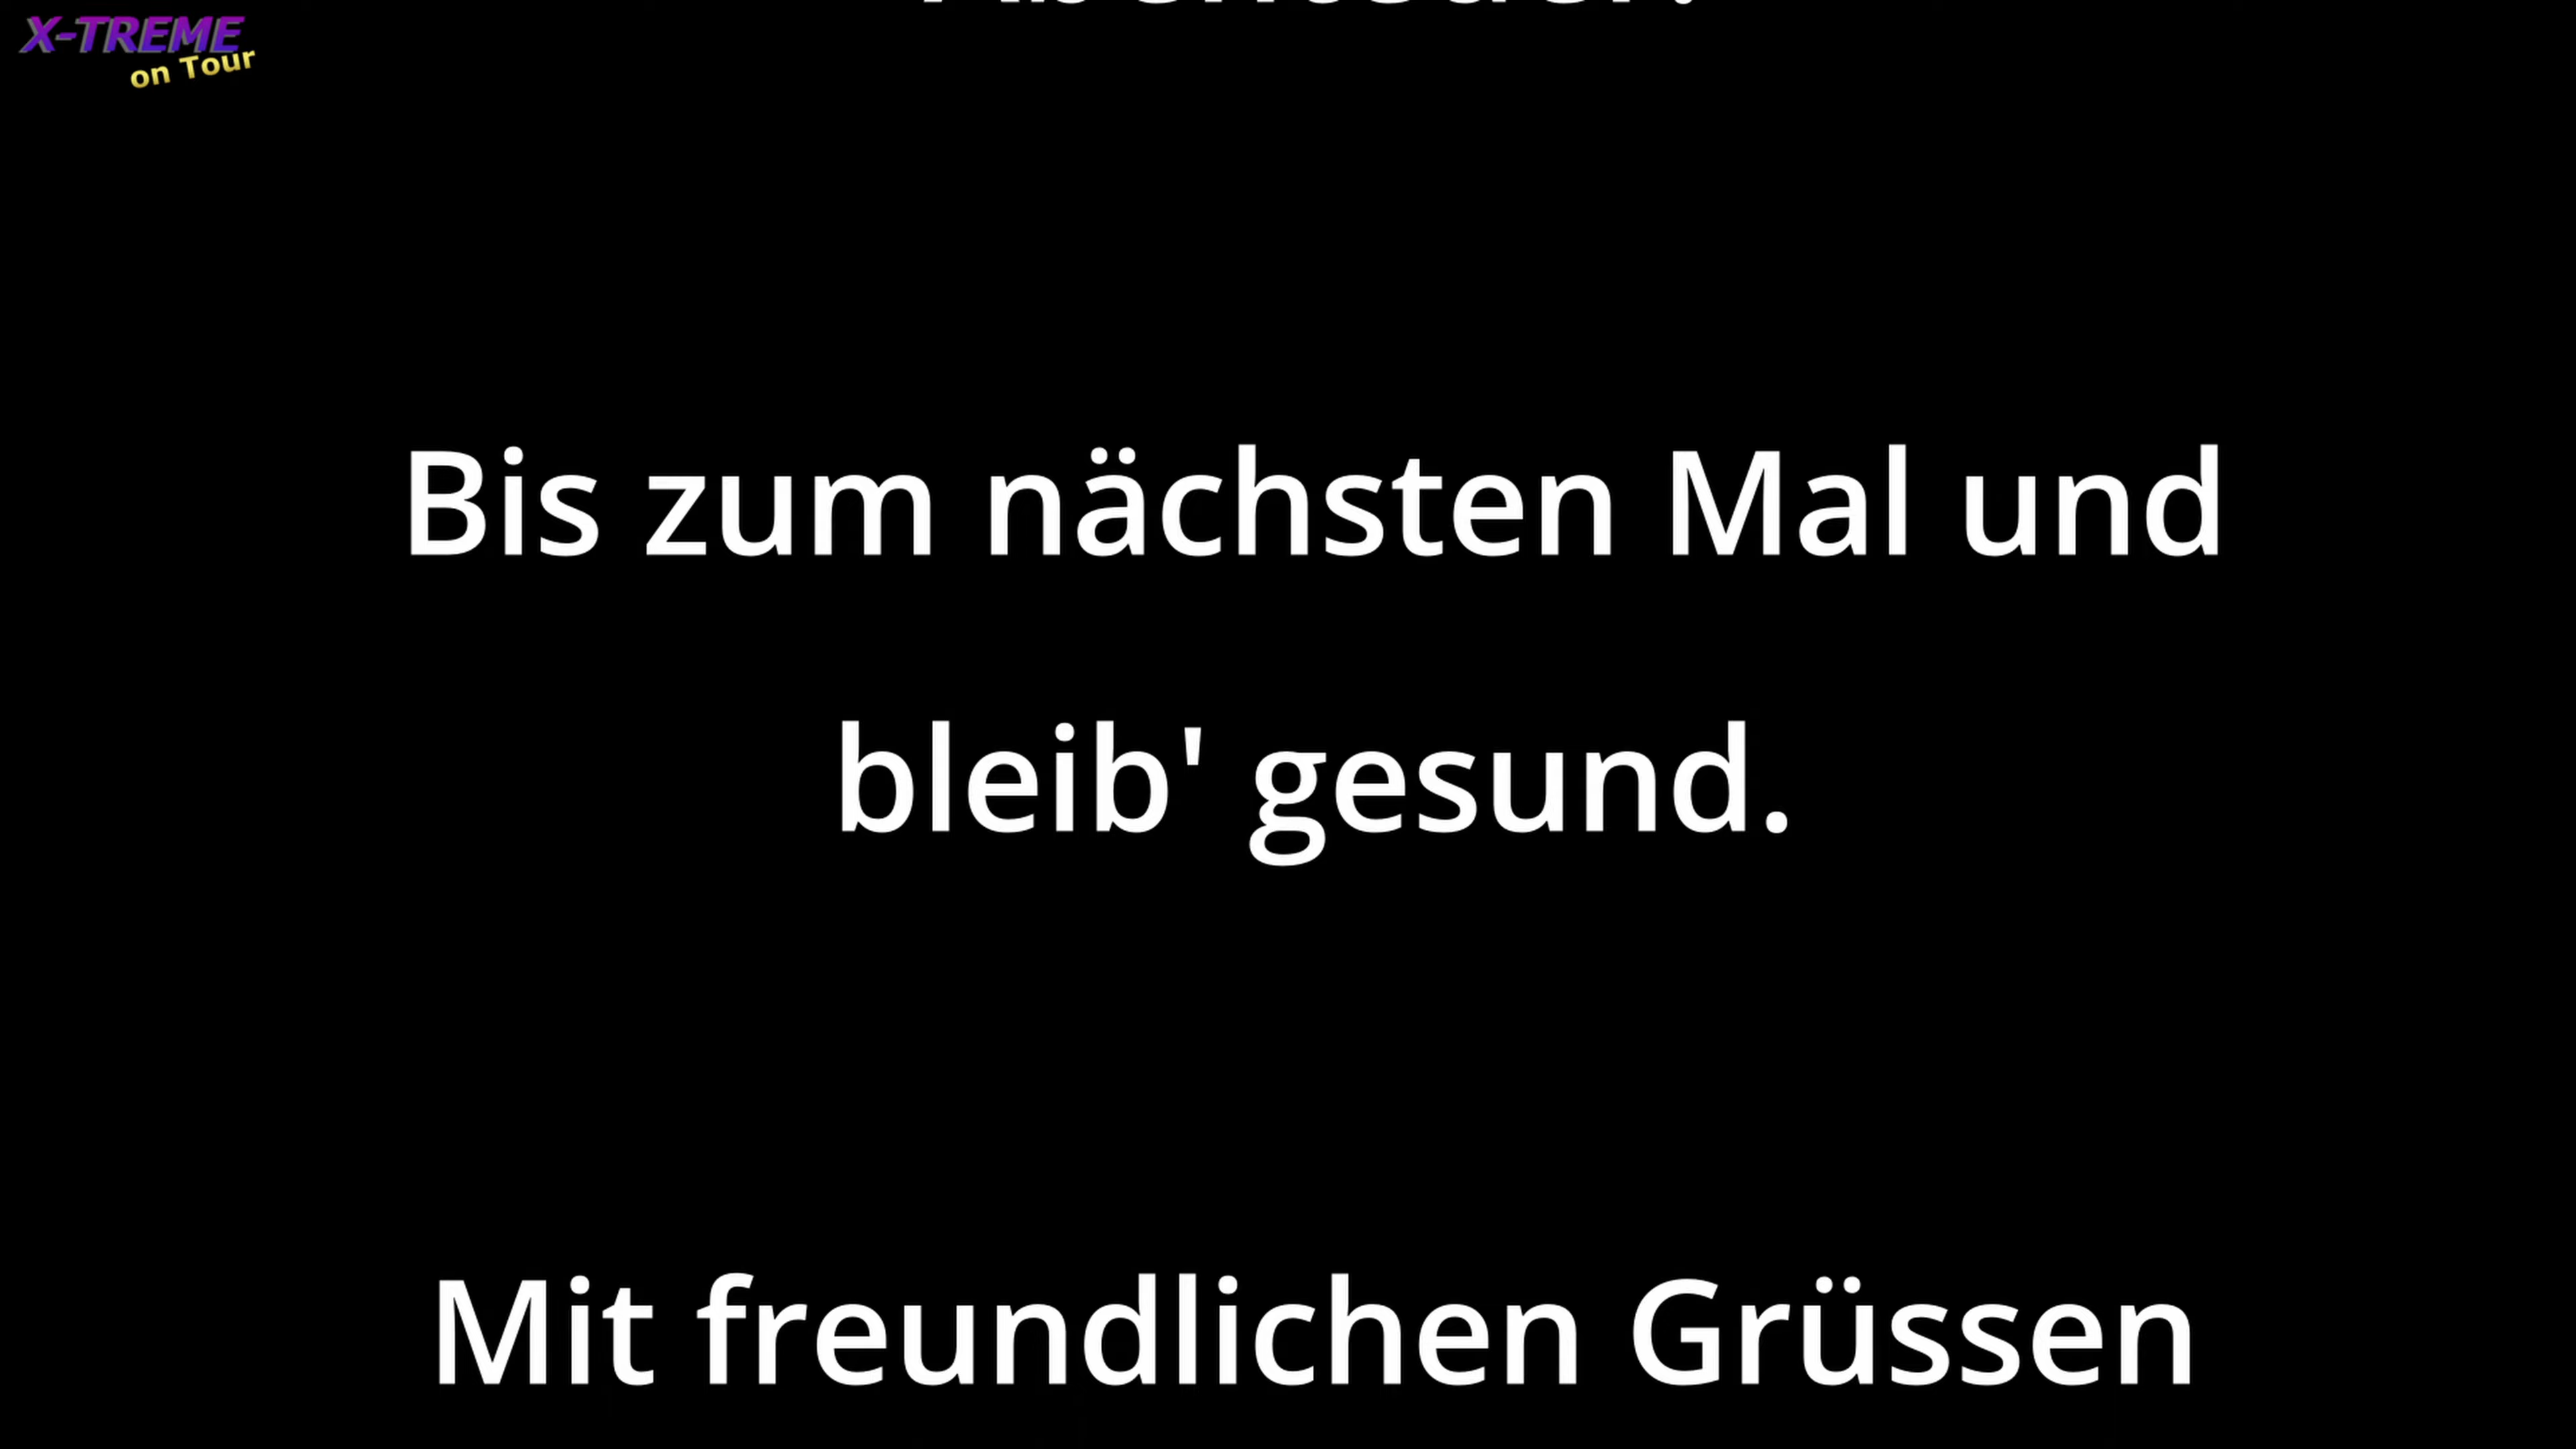 X-TREME
on Tour
Bis zum nächsten Mal und
bleib' gesund.
Mit freundlichen Grüssen